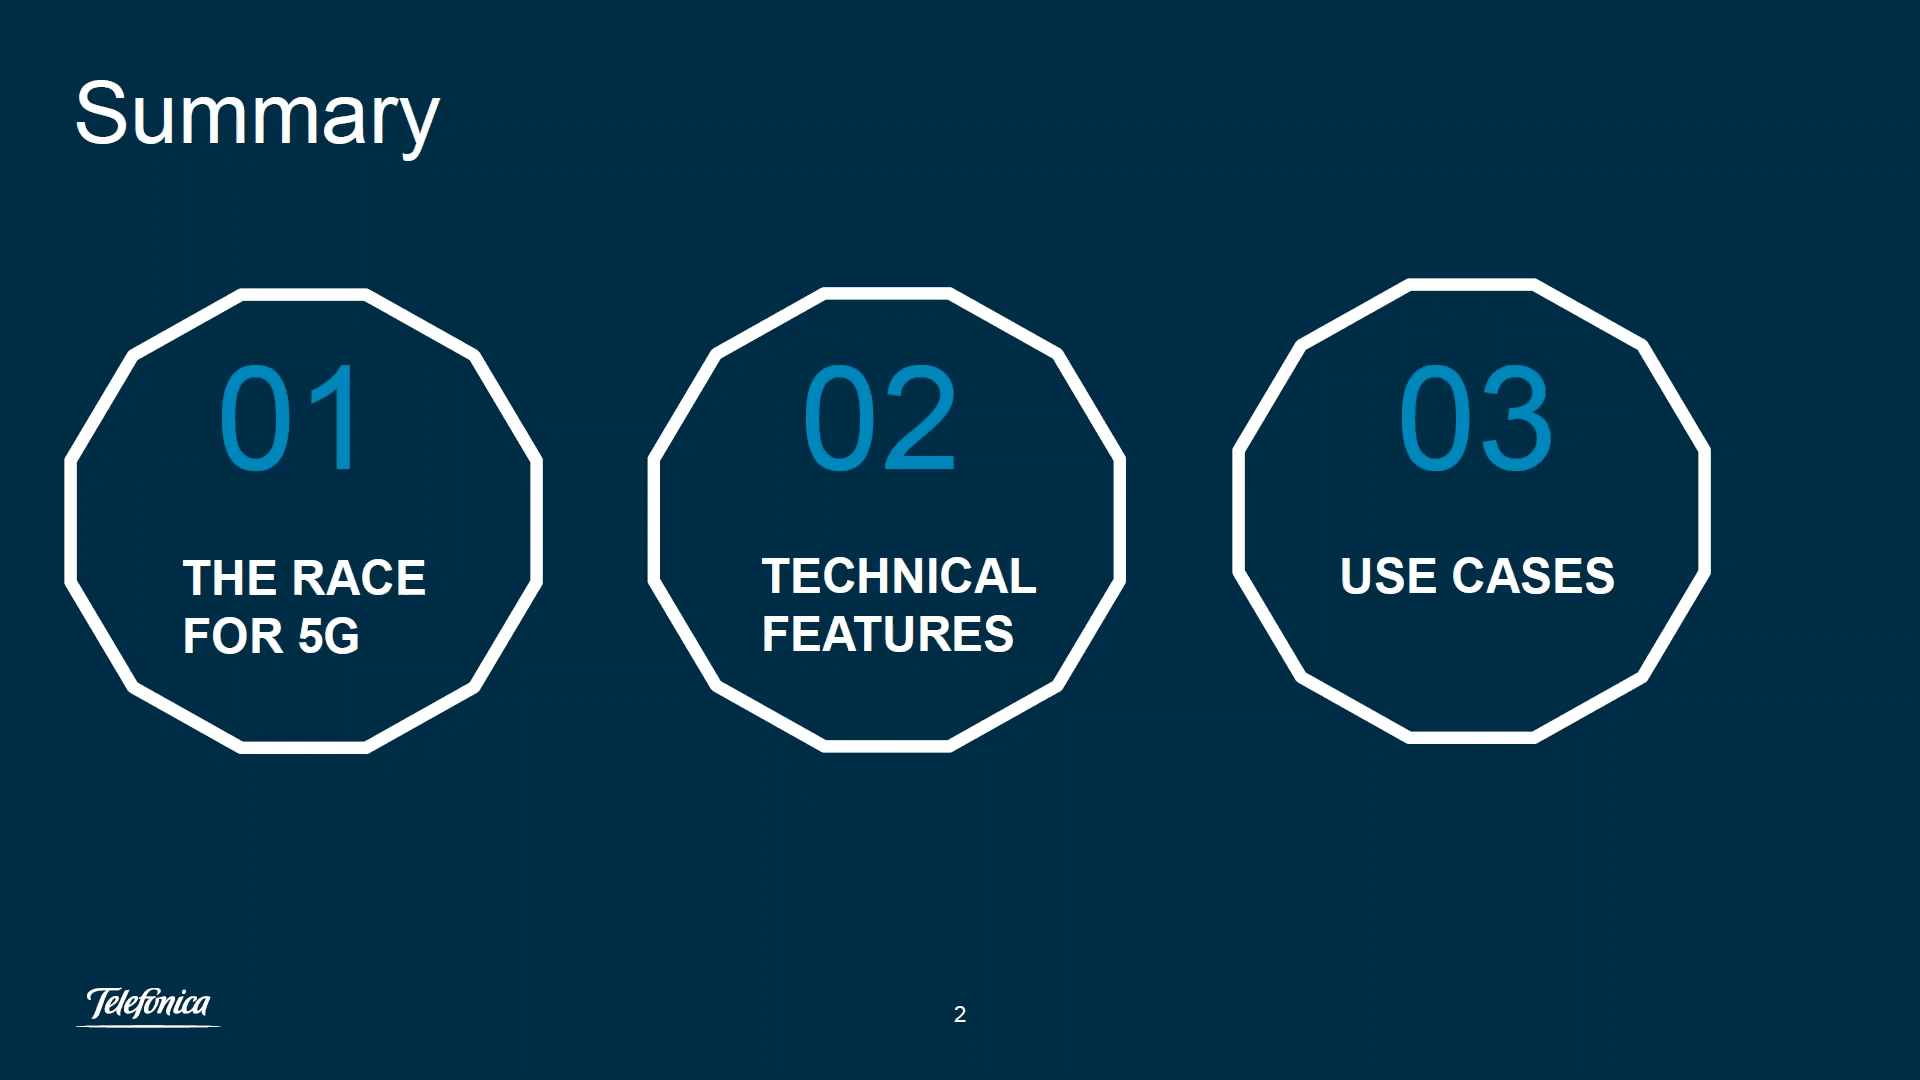 Summary
01
THE RACE
FOR 5G
02
TECHNICAL
FEATURES
03
USE CASES
Telefónica
2